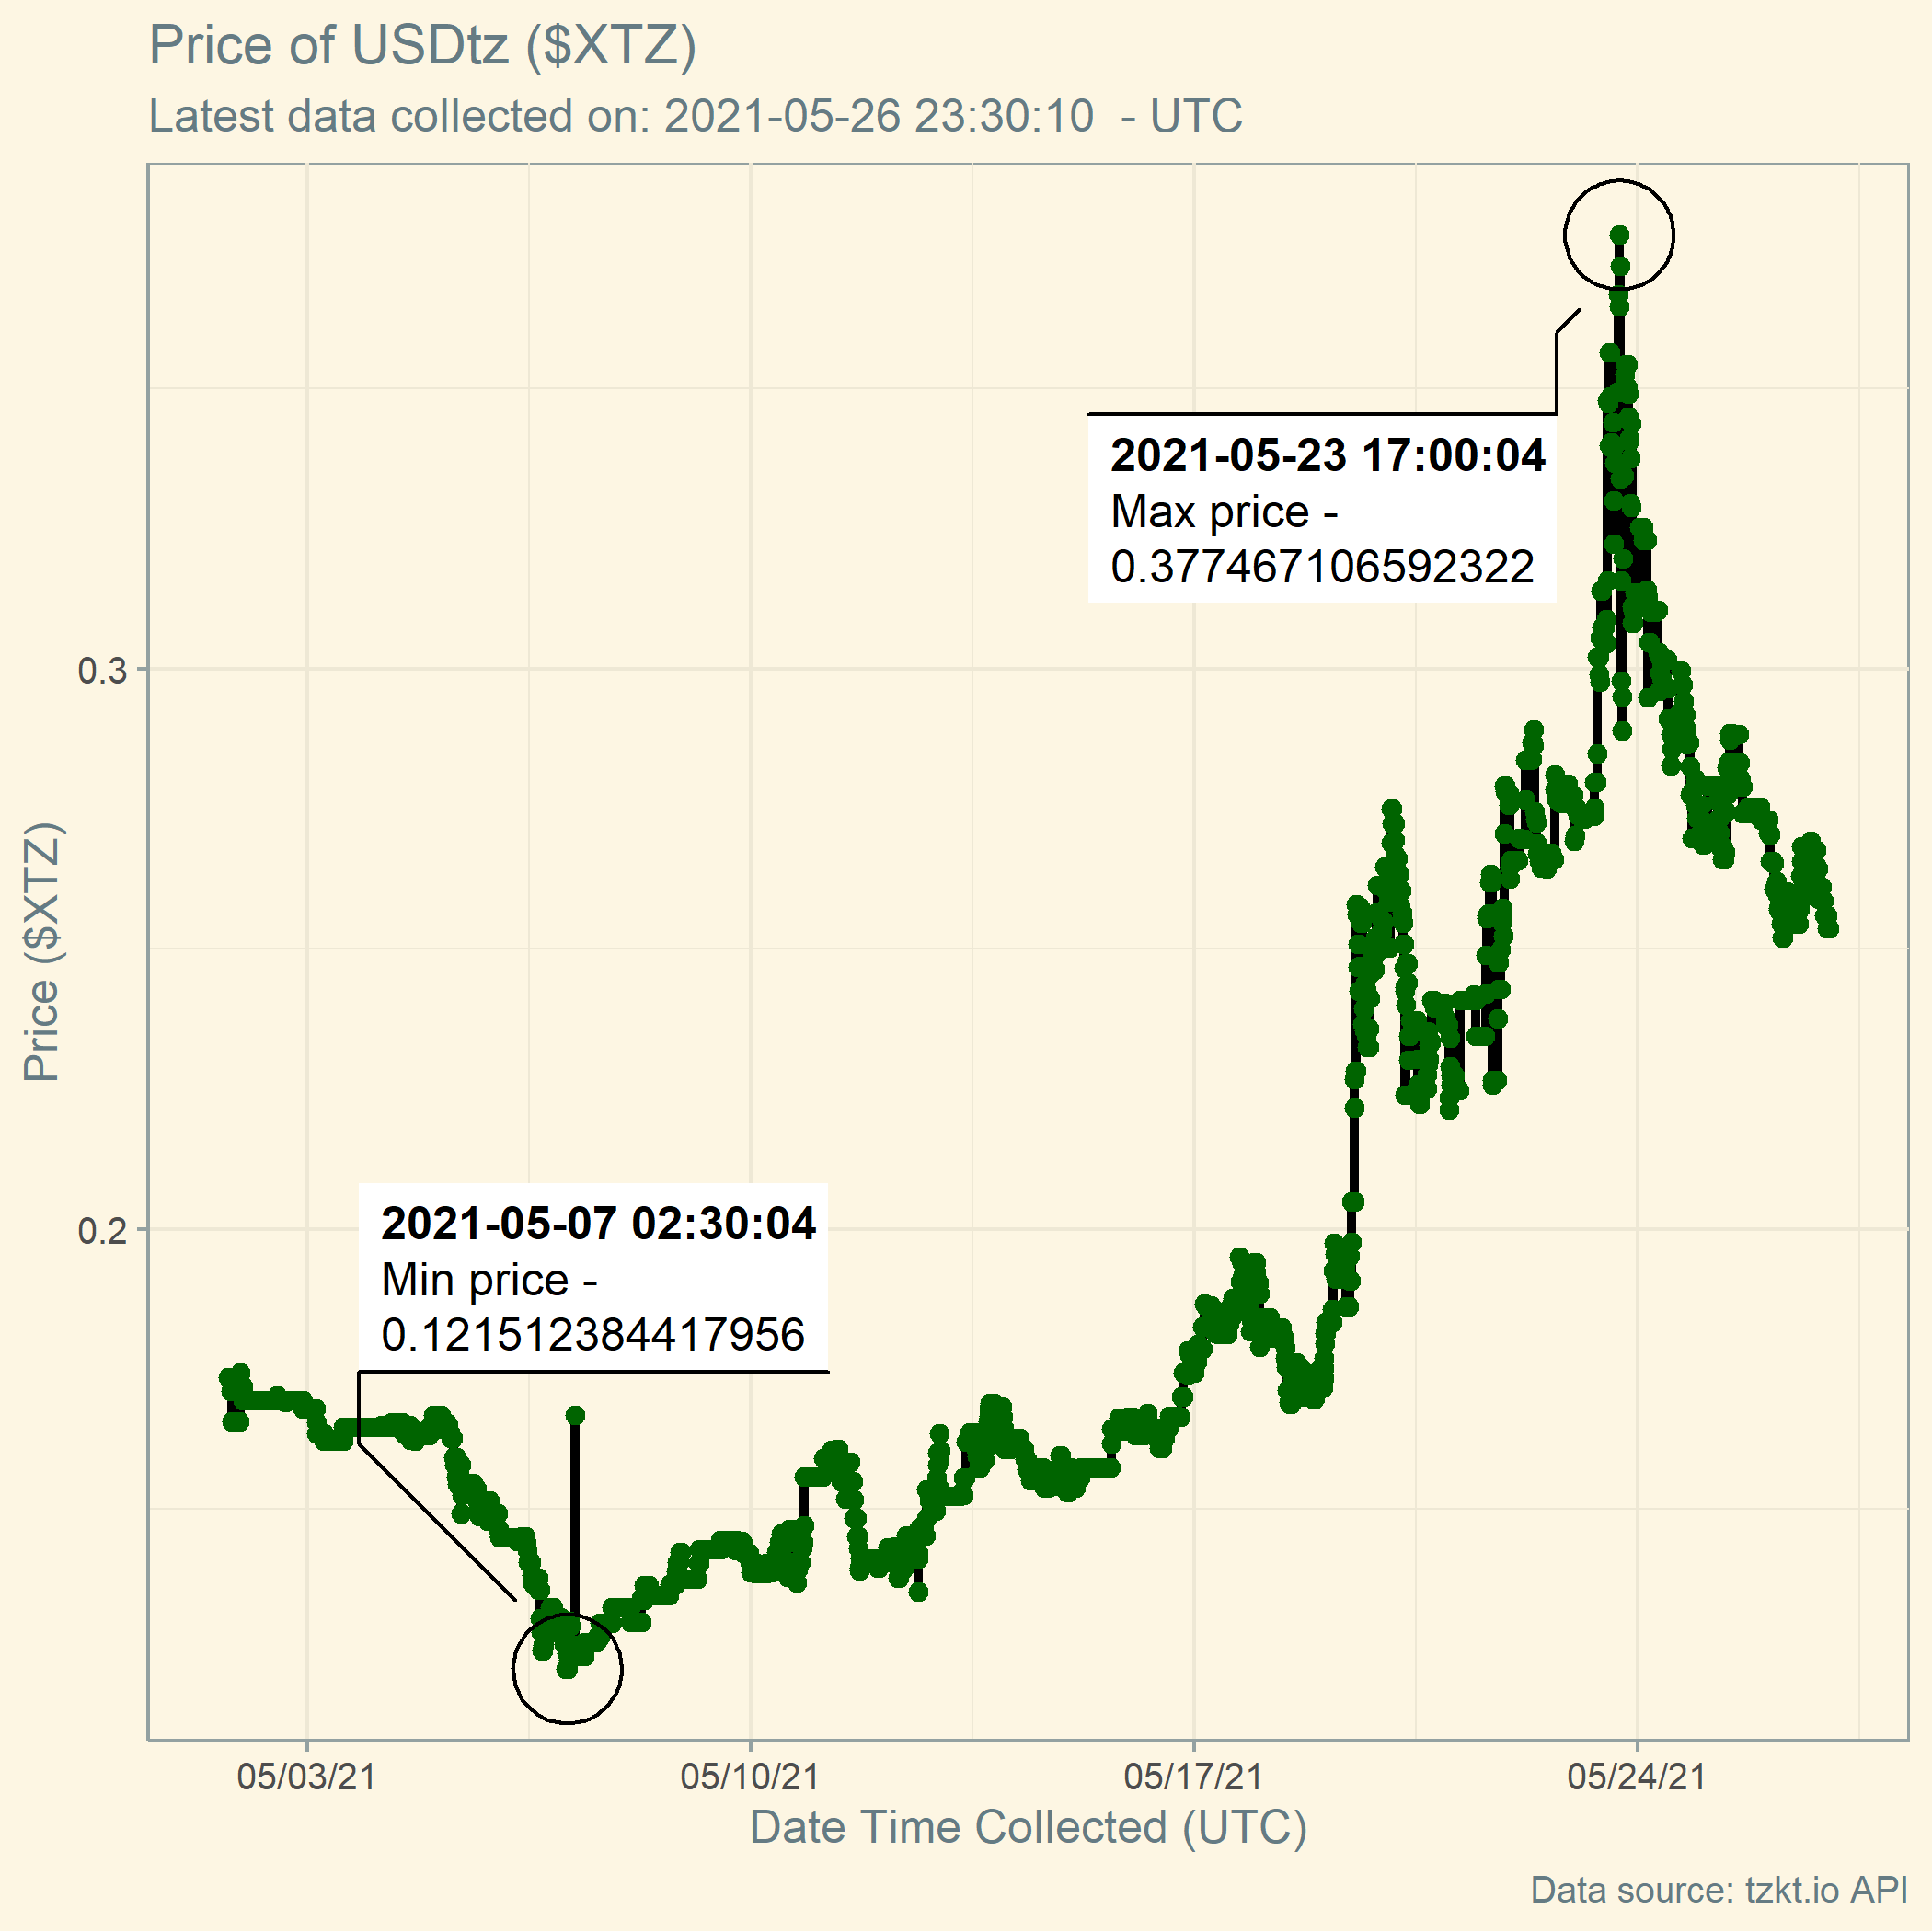 Price of USDtz ($XTZ)
Latest data collected on: 2021-05-26 23:30:10  - UTC
2021-05-23 17:00:04
Max price -
0.377467106592322
0.3
Price ($XTZ)
0.2
2021-05-07 02:30:04
Min price -
0.121512384417956
05/03/21
05/10/21
05/17/21
05/24/21
Date Time Collected (UTC)
Data source: tzkt.io API